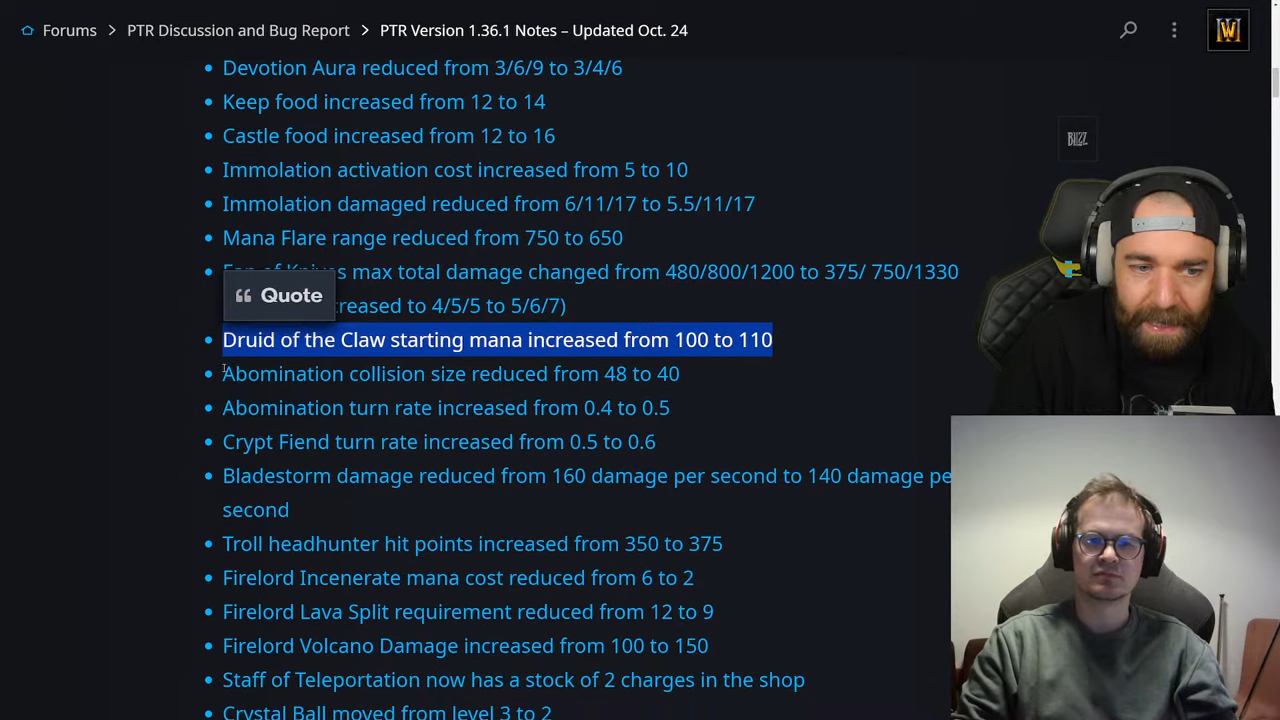 Forums > PTR Discussion and Bug Report > PTR Version 1.36.1 Notes – Updated Oct. 24
Devotion Aura reduced from 3/6/9 to 3/4/6
Keep food increased from 12 to 14
Castle food increased from 12 to 16
BLIZZ
Immolation activation cost increased from 5 to 10
Immolation damaged reduced from 6/11/17 to 5.5/11/17
Mana Flare range reduced from 750 to 650
Fan of Knives max total damage changed from 480/800/1200 to 375/ 750/1330
Quote
creased to 4/5/5 to 5/6/7)
Druid of the Claw starting mana increased from 100 to 110
Abomination collision size reduced from 48 to 40
Abomination turn rate increased from 0.4 to 0.5
Crypt Fiend turn rate increased from 0.5 to 0.6
Bladestorm damage reduced from 160 damage per second to 140 damage pe
second
Troll headhunter hit points increased from 350 to 375
Firelord Incenerate mana cost reduced from 6 to 2
Firelord Lava Split requirement reduced from 12 to 9
Firelord Volcano Damage increased from 100 to 150
Staff of Teleportation now has a stock of 2 charges in the shop
Crystal Ball moved from level 3 to 2